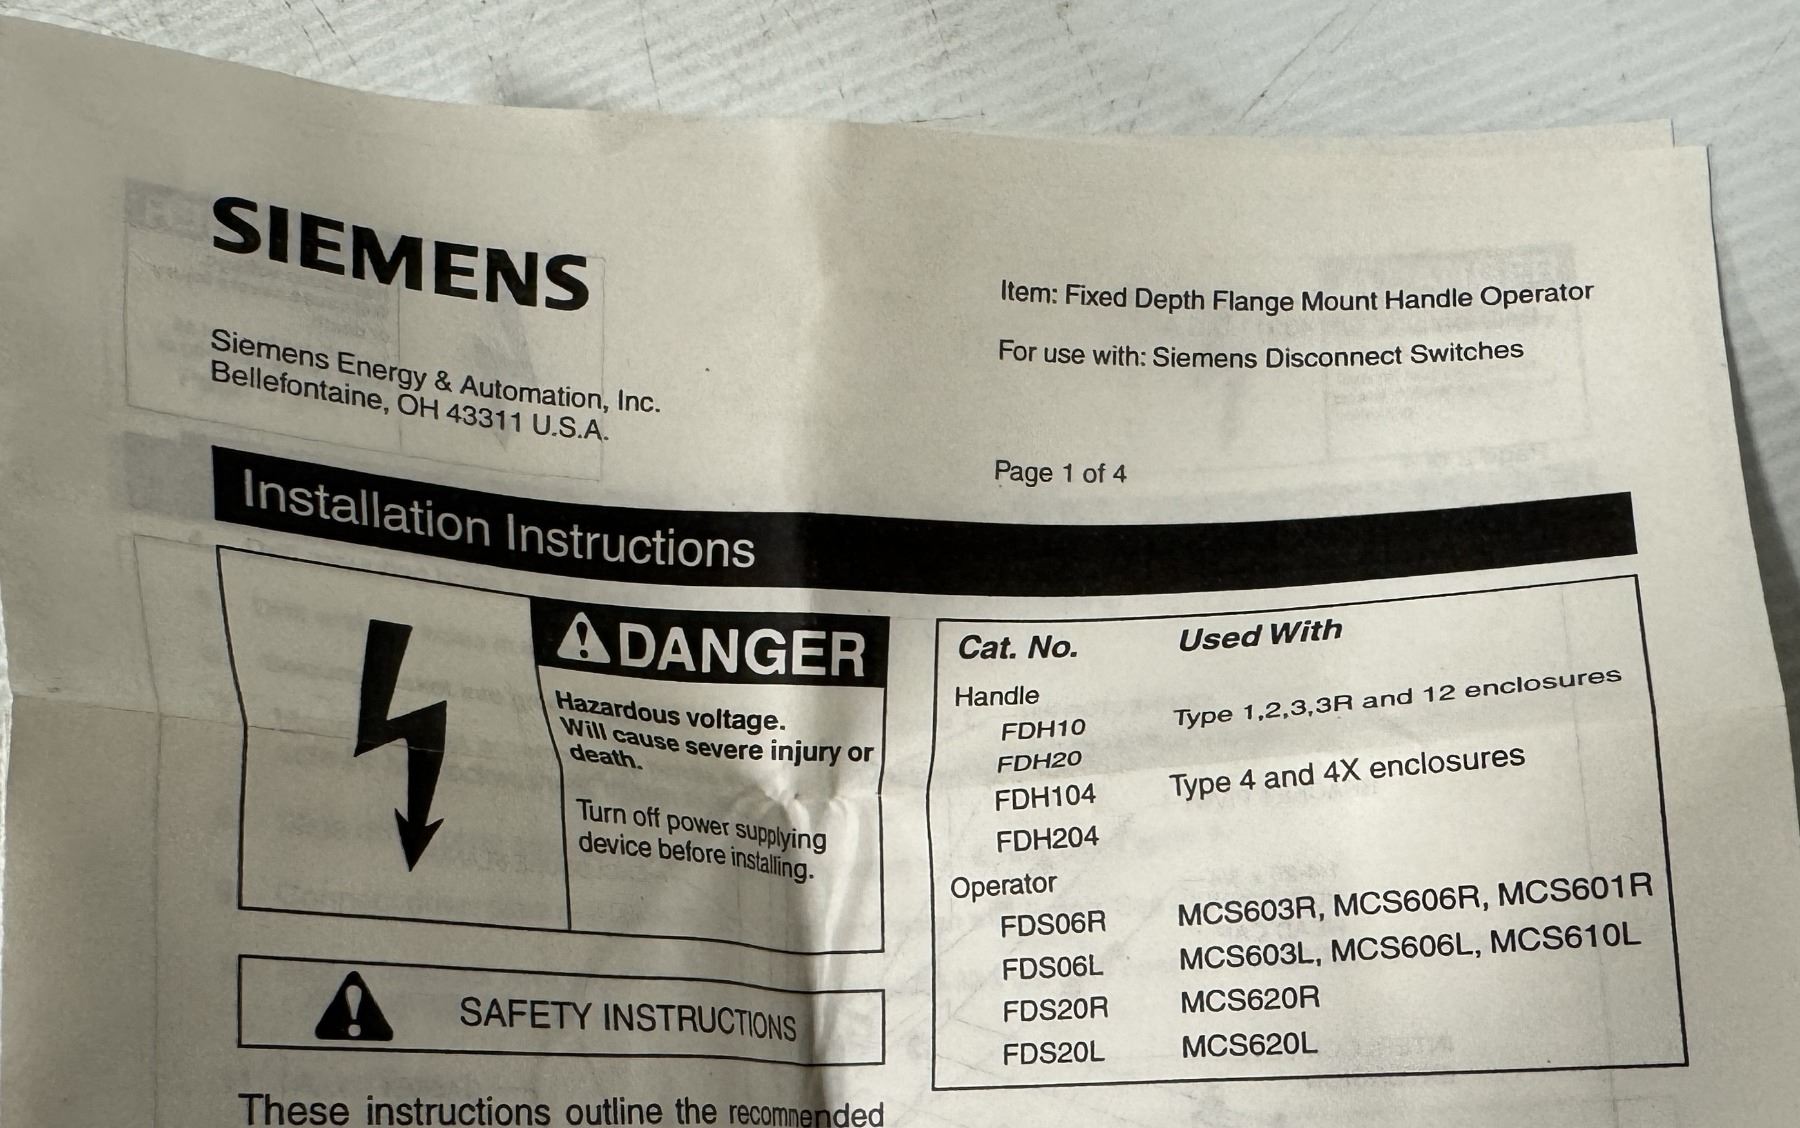 SIEMENS
Siemens Energy & Automation, Inc.
Bellefontaine, OH 43311 U.S.A.
Item: Fixed Depth Flange Mount Handle Operator
For use with: Siemens Disconnect Switches
Page 1 of 4
Installation Instructions
DANGER
Hazardous voltage.
Will cause severe injury or
death.
Turn off power supplying
device before installing.
SAFETY INSTRUCTIONS
These instructions outline the recommended
Cat. No. Used With
Handle
FDH10 Type 1,2,3,3R and 12 enclosures
FDH20
FDH104 Type 4 and 4X enclosures
FDH204
Operator
FDS06R MCS603R, MCS606R, MCS601R
FDS06L MCS603L, MCS606L, MCS610L
FDS20R MCS620R
FDS20L MCS620L